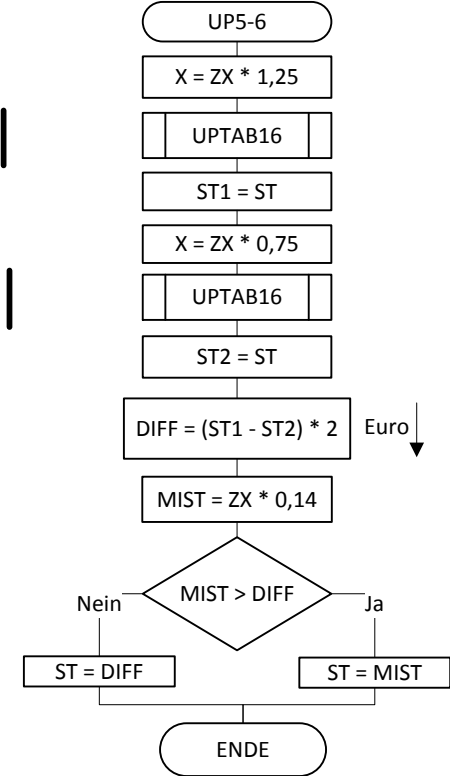 UP5-6
X = ZX * 1,25
UPTAB16
ST1 = ST
X = ZX * 0,75
UPTAB16
ST2 = ST
DIFF = (ST1 - ST2) * 2
Euro
MIST = ZX * 0,14
MIST > DIFF
Nein
Ja
ST = DIFF
ST = MIST
ENDE